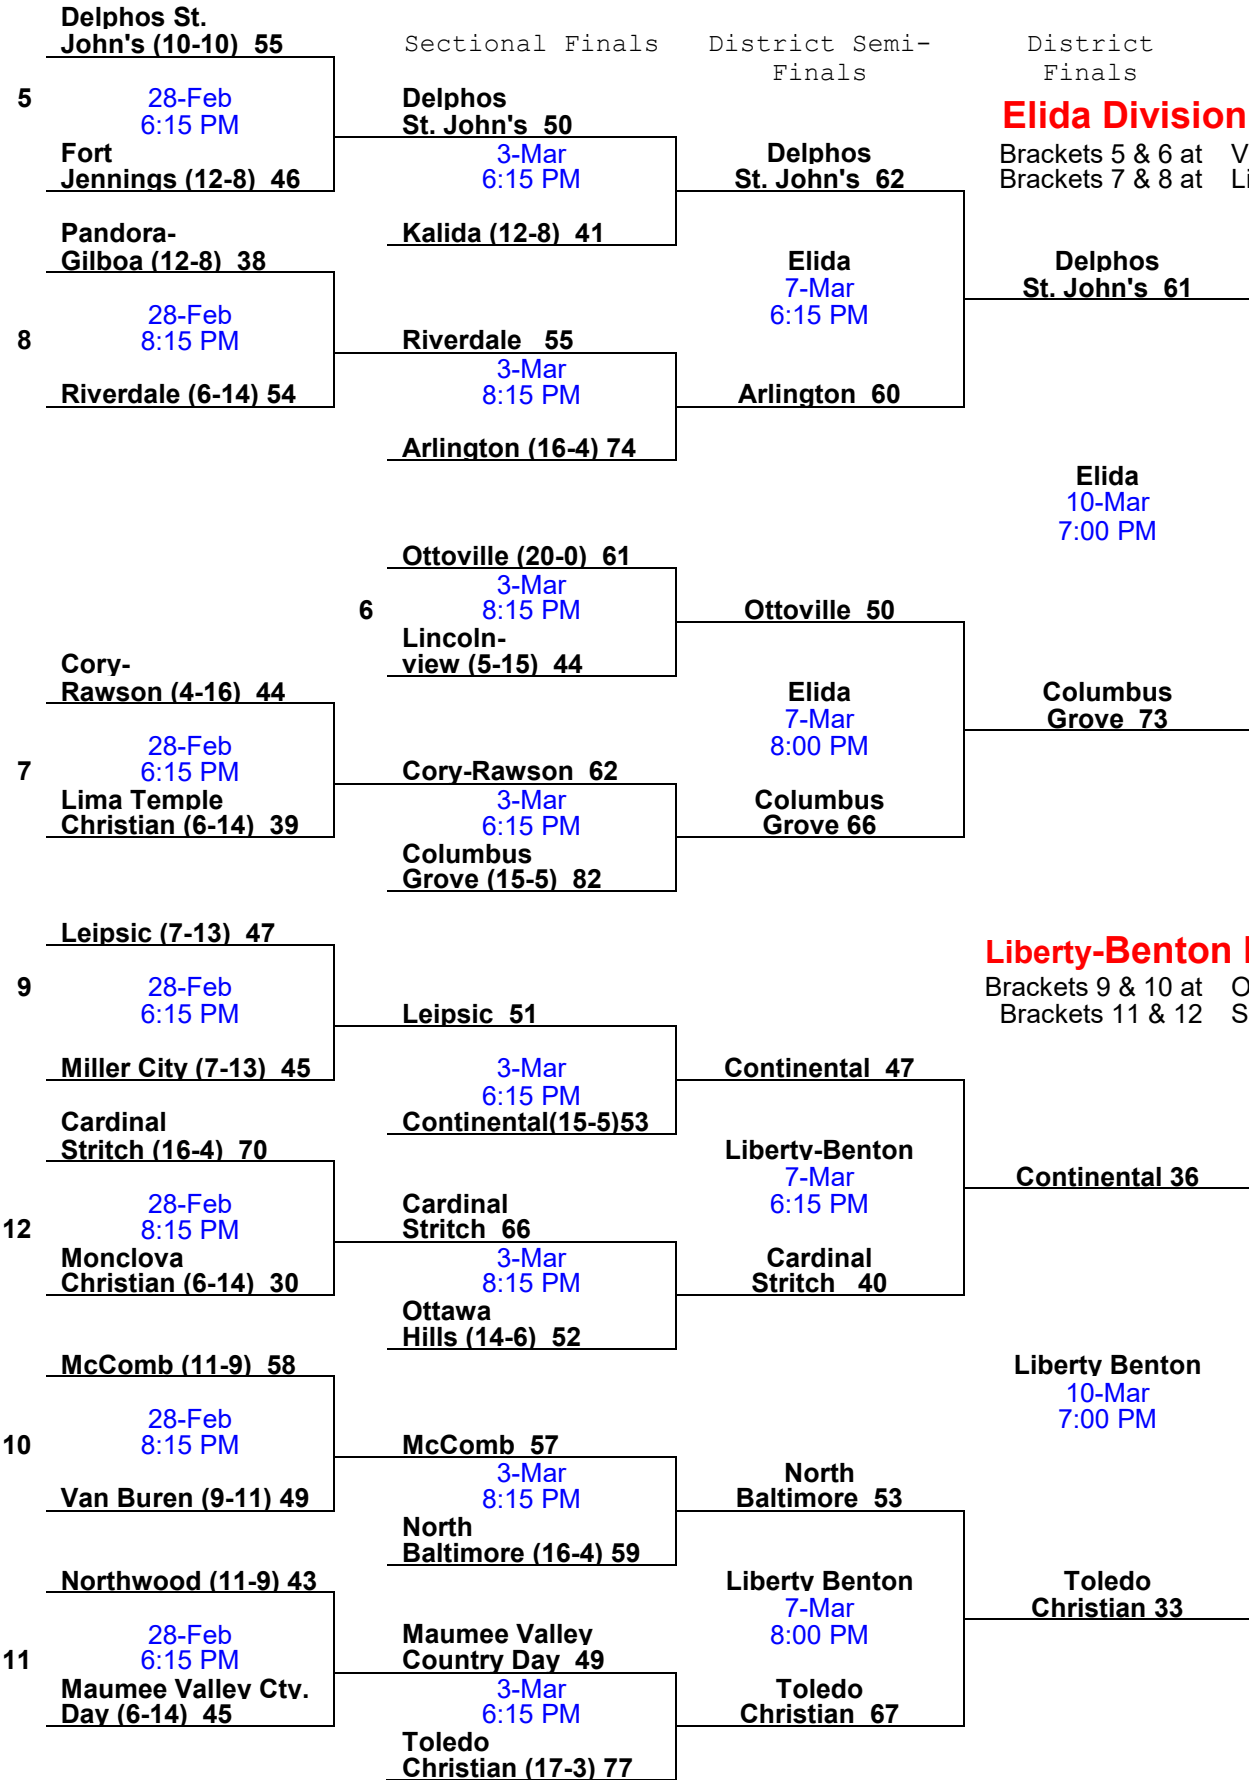 Delphos St.
John's (10-10) 55
Sectional Finals
District Semi-
Finals
District
Finals
5
28-Feb
6:15 PM
Delphos
St. John's 50
Elida Division
Fort
Jennings (12-8) 46
3-Mar
6:15 PM
Delphos
St. John's 62
Brackets 5 & 6 at V
Brackets 7 & 8 at Li
Pandora-
Gilboa (12-8) 38
Kalida (12-8) 41
Elida
7-Mar
6:15 PM
Delphos
St. John's 61
8
28-Feb
8:15 PM
Riverdale 55
3-Mar
8:15 PM
Riverdale (6-14) 54
Arlington 60
Arlington (16-4) 74
Elida
10-Mar
7:00 PM
Ottoville (20-0) 61
6
3-Mar
8:15 PM
Ottoville 50
Lincoln-
view (5-15) 44
Cory-
Rawson (4-16) 44
Elida
7-Mar
8:00 PM
Columbus
Grove 73
7
28-Feb
6:15 PM
Cory-Rawson 62
Lima Temple
Christian (6-14) 39
3-Mar
6:15 PM
Columbus
Grove 66
Columbus
Grove (15-5) 82
Leipsic (7-13) 47
Liberty-Benton
9
28-Feb
6:15 PM
Leipsic 51
Brackets 9 & 10 at O
Brackets 11 & 12 S
Miller City (7-13) 45
3-Mar
6:15 PM
Continental 47
Cardinal
Stritch (16-4) 70
Continental(15-5)53
Liberty-Benton
7-Mar
6:15 PM
Continental 36
12
28-Feb
8:15 PM
Cardinal
Stritch 66
Monclova
Christian (6-14) 30
3-Mar
8:15 PM
Cardinal
Stritch 40
Ottawa
Hills (14-6) 52
McComb (11-9) 58
Liberty Benton
10-Mar
7:00 PM
10
28-Feb
8:15 PM
McComb 57
3-Mar
8:15 PM
North
Baltimore 53
Van Buren (9-11) 49
North
Baltimore (16-4) 59
Northwood (11-9) 43
Liberty Benton
7-Mar
8:00 PM
Toledo
Christian 33
11
28-Feb
6:15 PM
Maumee Valley
Country Day 49
Maumee Valley Cty.
Day (6-14) 45
3-Mar
6:15 PM
Toledo
Christian 67
Toledo
Christian (17-3) 77